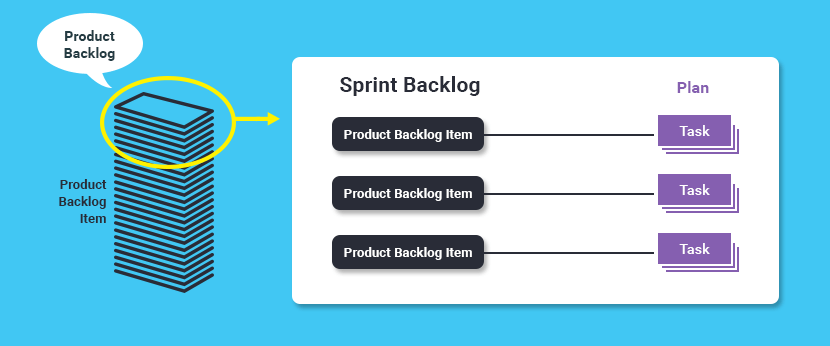 Product
Backlog
Product
Backlog
Item
Sprint Backlog
Plan
Product Backlog Item
Task
Product Backlog Item
Task
Product Backlog Item
Task